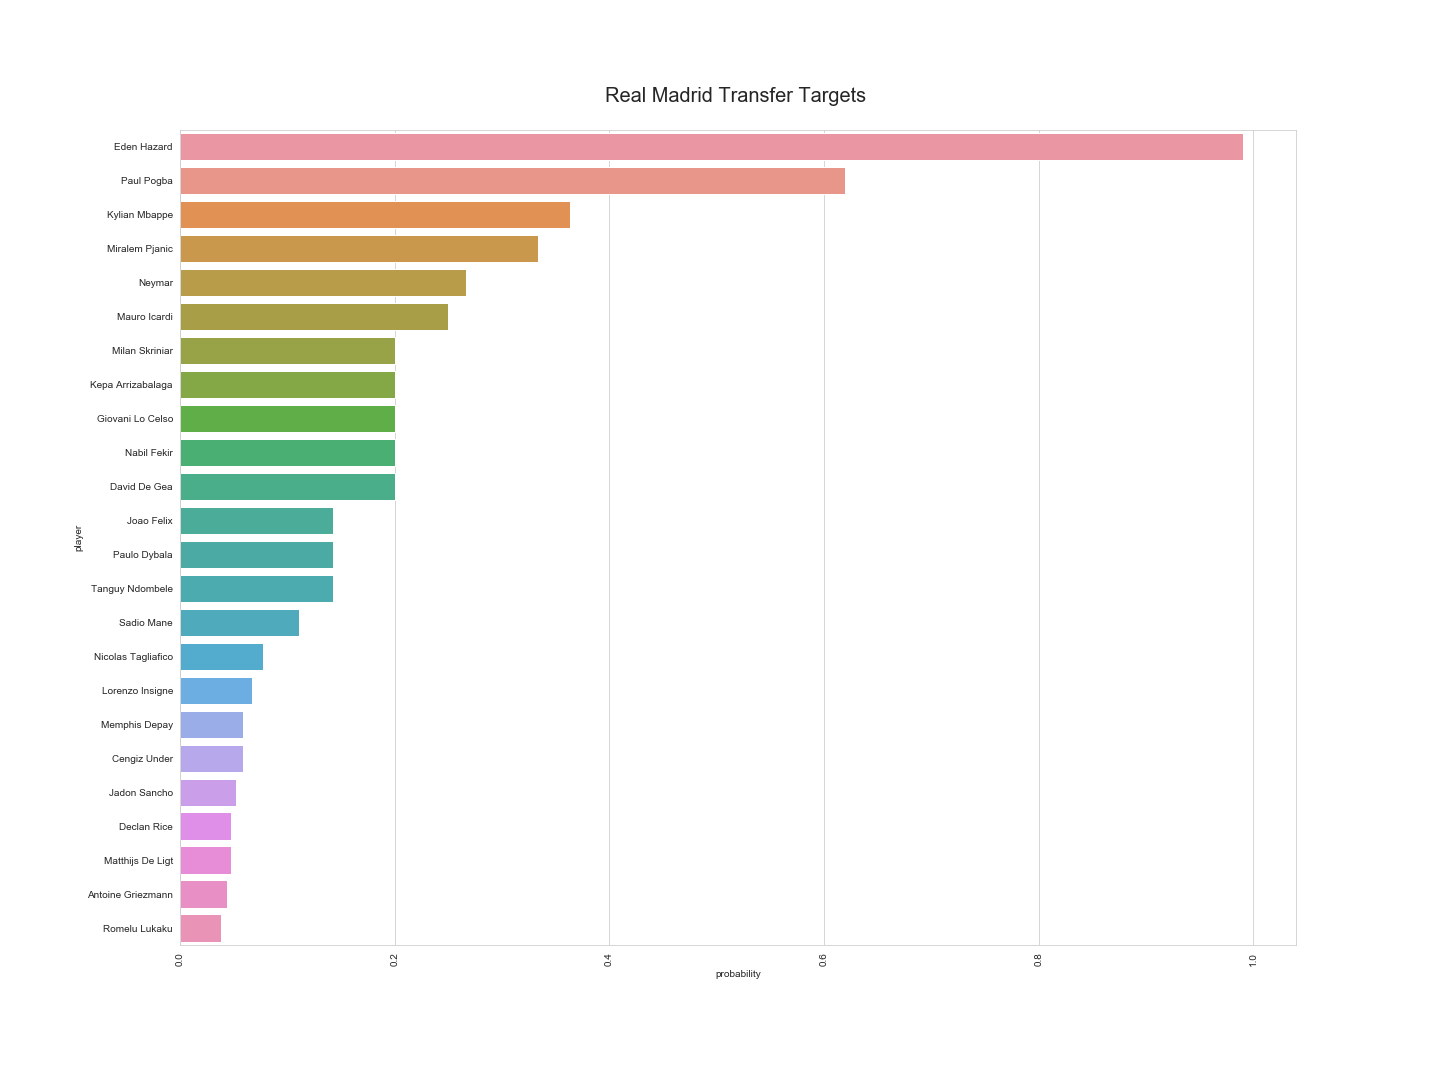 Real Madrid Transfer Targets
Eden Hazard
Paul Pogba
Kylian Mbappe
Miralem Pjanic
Neymar
Mauro Icardi
Milan Skriniar
Kepa Arrizabalaga
Giovani Lo Celso
Nabil Fekir
David De Gea
Joao Felix
Paulo Dybala
Tanguy Ndombele
Sadio Mane
Nicolas Tagliafico
Lorenzo Insigne
Memphis Depay
Cengiz Under
Jadon Sancho
Declan Rice
Matthijs De Ligt
Antoine Griezmann
Romelu Lukaku
player
0.0 0.2 0.4 0.6 0.8 1.0
probability